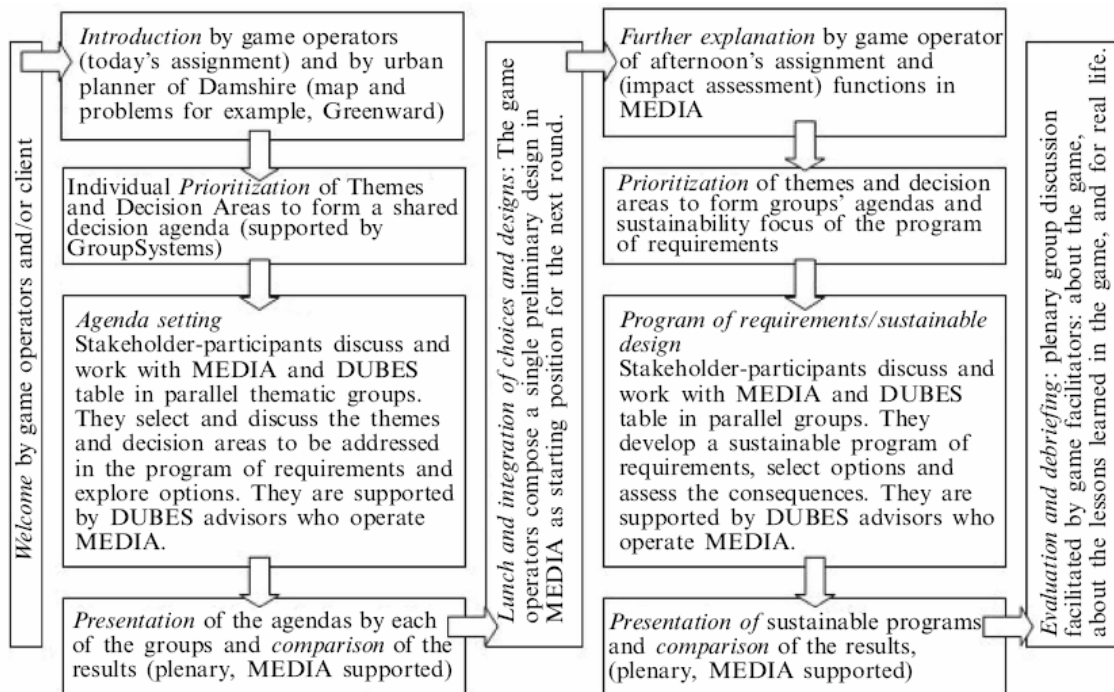 Welcome by game operators and/or client
Introduction by game operators
(today's assignment) and by urban
planner of Damshire (map and
problems for example, Greenward)
Individual Prioritization of Themes
and Decision Areas to form a shared
decision agenda (supported by
GroupSystems)
Agenda setting
Stakeholder-participants discuss and
work with MEDIA and DUBES
table in parallel thematic groups.
They select and discuss the themes
and decision areas to be addressed
in the program of requirements and
explore options. They are supported
by DUBES advisors who operate
MEDIA.
Presentation of the agendas by each
of the groups and comparison of the
results (plenary, MEDIA supported)
Lunch and integration of choices and designs: The game
operators compose a single preliminary design in
MEDIA as starting position for the next round.
Further explanation by game operator
of afternoon's assignment and
(impact assessment) functions in
MEDIA
Prioritization of themes and decision
areas to form groups' agendas and
sustainability focus of the program
of requirements
Program of requirements/sustainable
design
Stakeholder-participants discuss and
work with MEDIA and DUBES
table in parallel groups. They
develop a sustainable program of
requirements, select options and
assess the consequences. They are
supported by DUBES advisors who
operate MEDIA.
Presentation of sustainable programs
and comparison of the results,
(plenary, MEDIA supported)
Evaluation and debriefing: plenary group discussion
facilitated by game facilitators: about the game,
about the lessons learned in the game, and for real life.